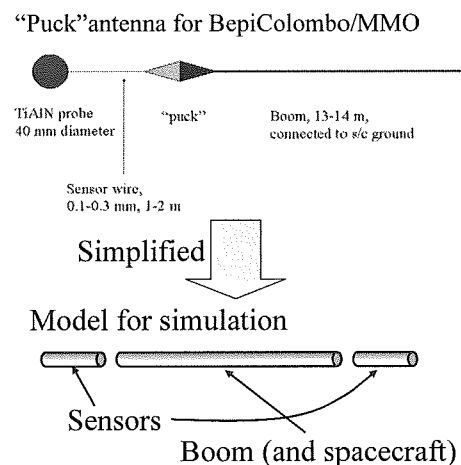 “Puck”antenna for BepiColombo/MMO
TiAlN probe
40 mm diameter
“puck”
Boom, 13-14 m,
connected to s/c ground
Sensor wire,
0.1-0.3 mm, 1-2 m
Simplified
Model for simulation
Sensors
Boom (and spacecraft)